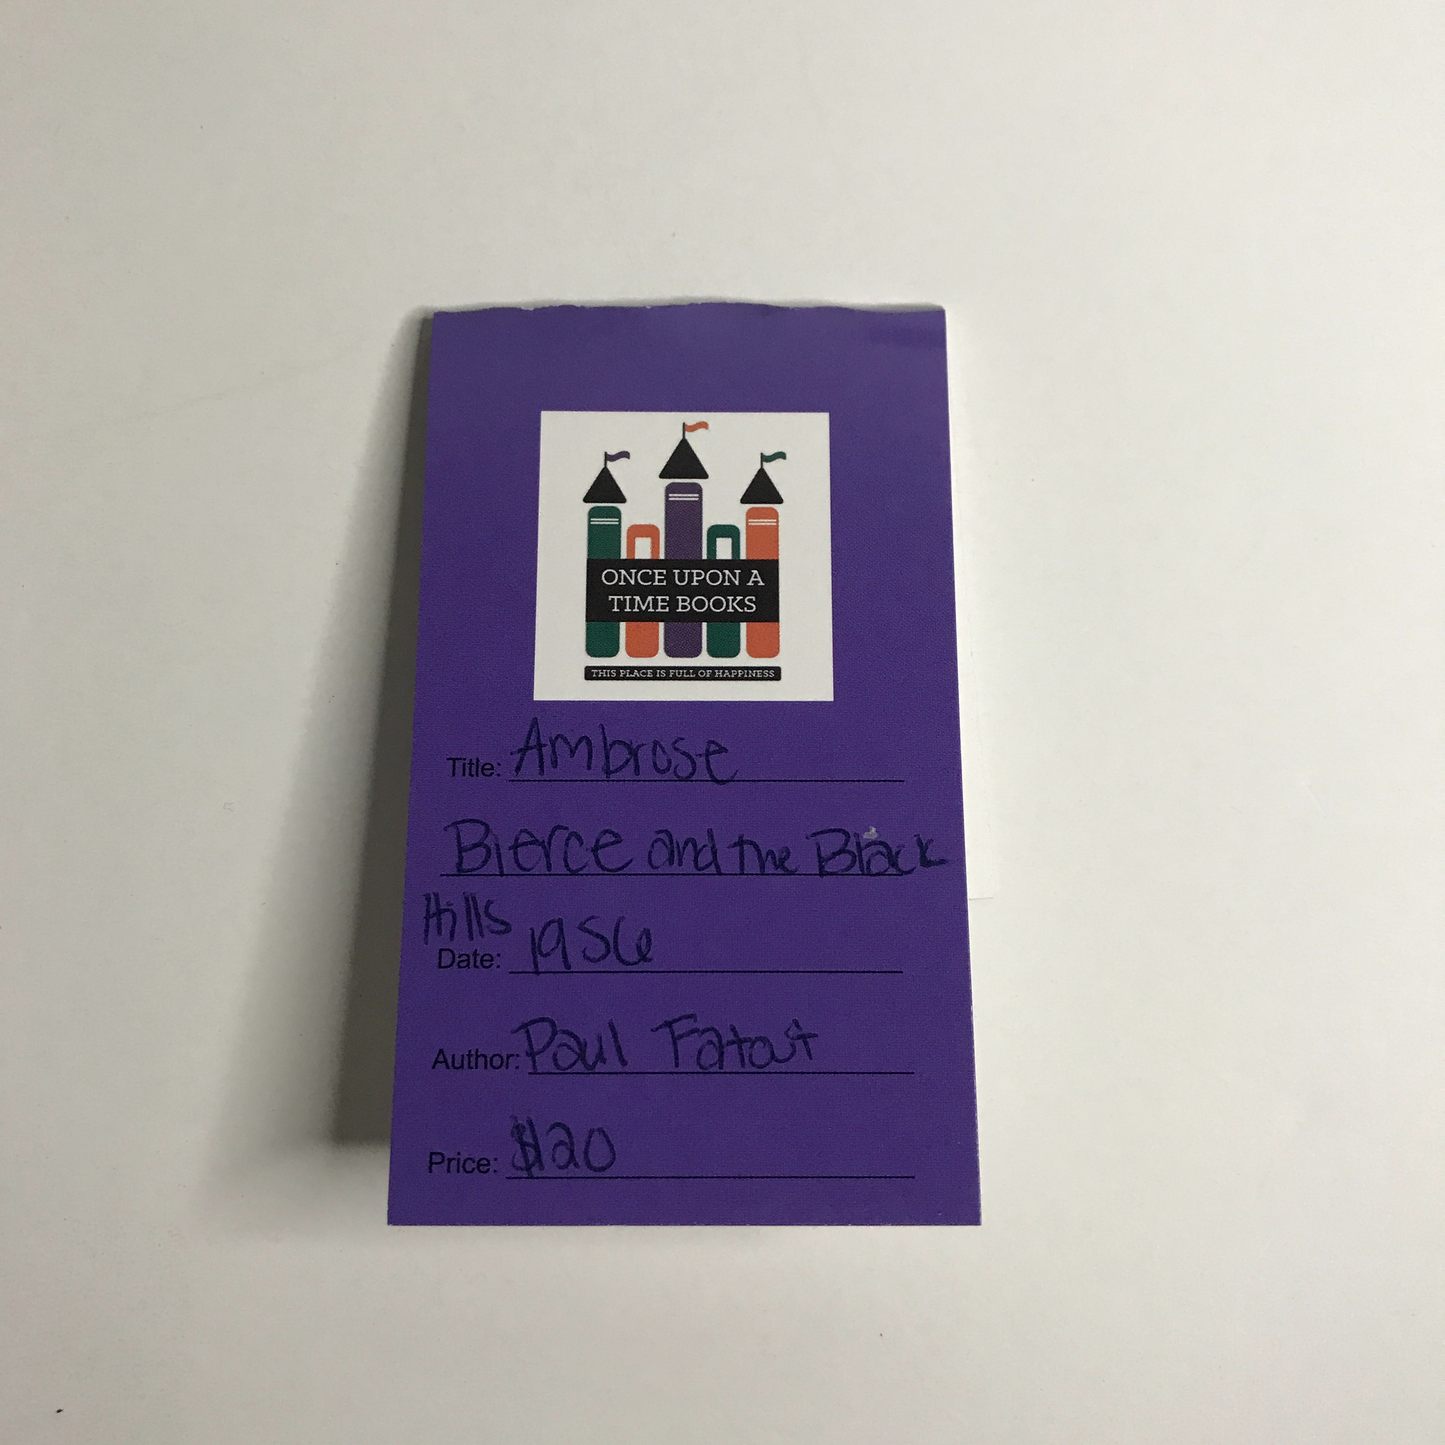 ONCE UPON A
TIME BOOKS
THIS PLACE IS FULL OF HAPPINESS
Title: Ambrose
Bierce and the Black
Hills
Date: 1956
Author: Paul Fatout
Price: $20